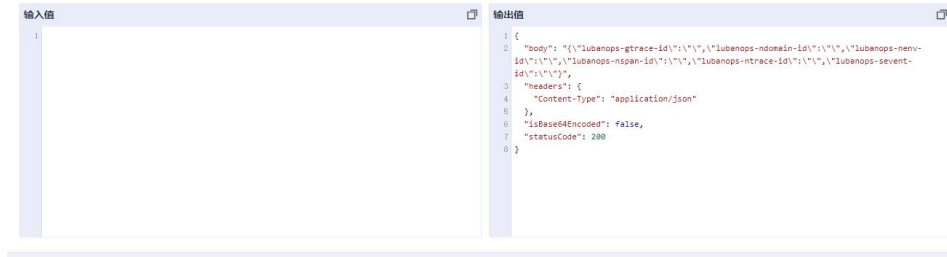 输入值
1
输出值
1 {
2 "body": "{\"lubanops-gtrace-id\":\"\",\"lubanops-ndomain-id\":\"\",\"lubanops-nenv-
id\":\"\",\"lubanops-nspan-id\":\"\",\"lubanops-ntrace-id\":\"\",\"lubanops-sevent-
id\":\"\"}",
3 "headers": {
4 "Content-Type": "application/json"
5 },
6 "isBase64Encoded": false,
7 "statusCode": 200
8 }